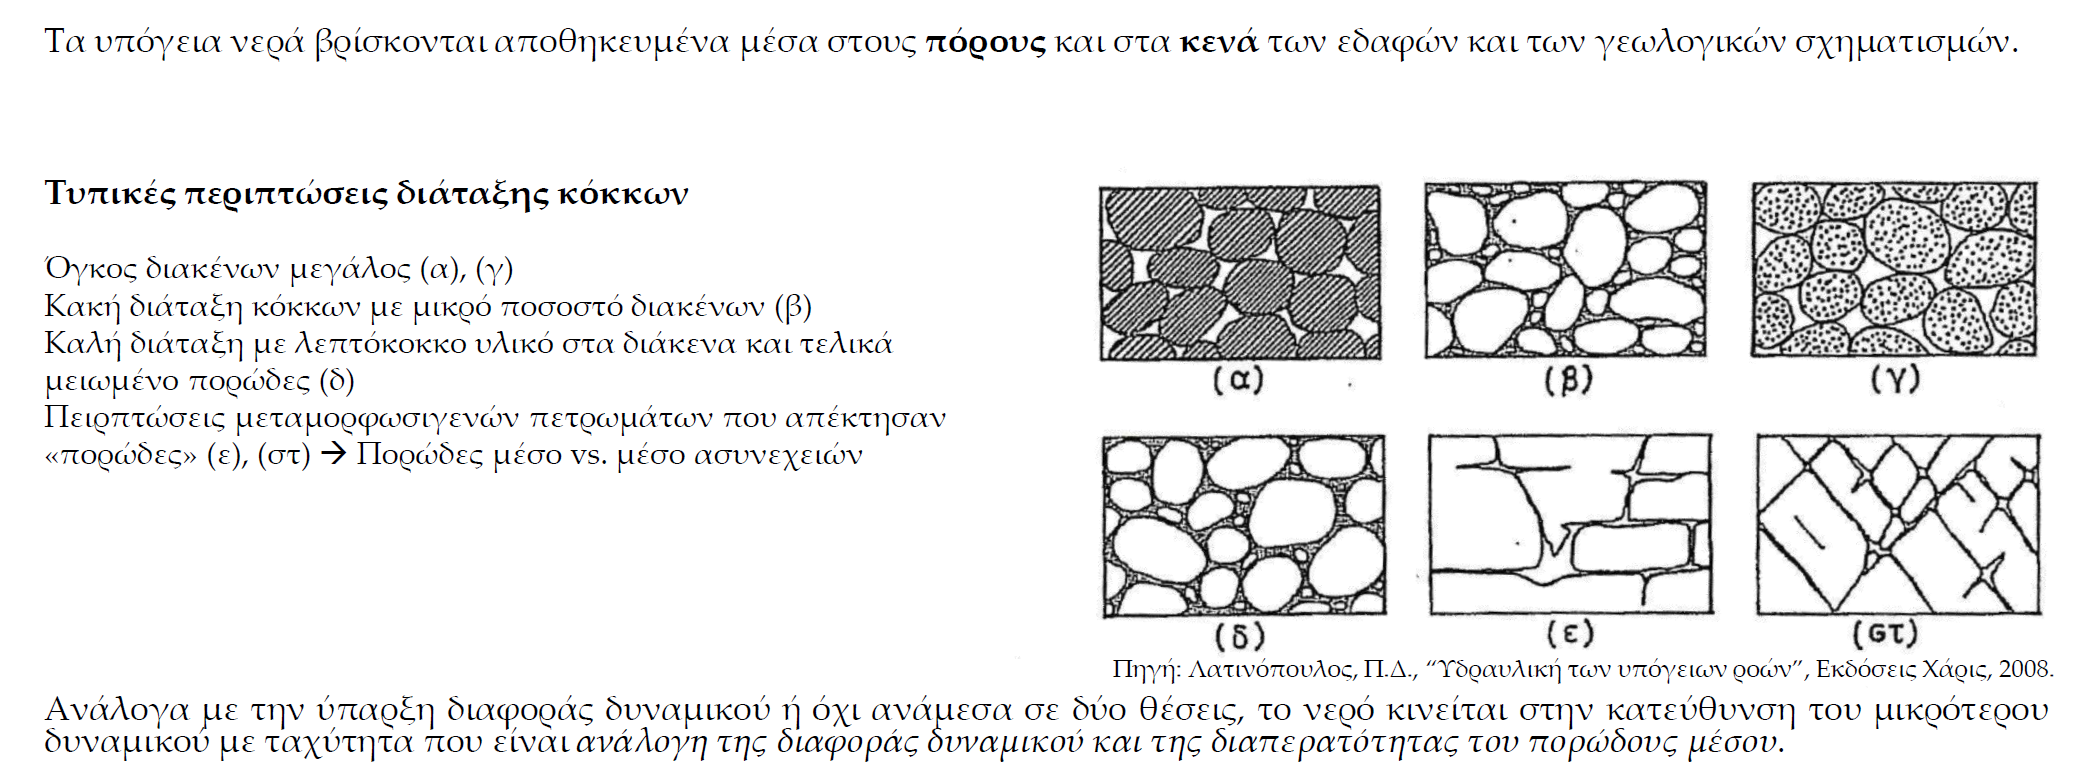 Τα υπόγεια νερά βρίσκονται αποθηκευμένα μέσα στους πόρους και στα κενά των εδαφών και των γεωλογικών σχηματισμών.
Τυπικές περιπτώσεις διάταξης κόκκων
Όγκος διακένων μεγάλος (α), (γ)
Κακή διάταξη κόκκων με μικρό ποσοστό διακένων (β)
Καλή διάταξη με λεπτόκοκκο υλικό στα διάκενα και τελικά
μειωμένο πορώδες (δ)
Πειρπτώσεις μεταμορφωσιγενών πετρωμάτων που απέκτησαν
«πορώδες» (ε), (στ) → Πορώδες μέσο vs. μέσο ασυνεχειών
(α) (β) (γ)
(δ) (ε) (στ)
Πηγή: Λατινόπουλος, Π.Δ., “Υδραυλική των υπόγειων ροών”, Εκδόσεις Χάρις, 2008.
Ανάλογα με την ύπαρξη διαφοράς δυναμικού ή όχι ανάμεσα σε δύο θέσεις, το νερό κινείται στην κατεύθυνση του μικρότερου
δυναμικού με ταχύτητα που είναι ανάλογη της διαφοράς δυναμικού και της διαπερατότητας του πορώδους μέσου.